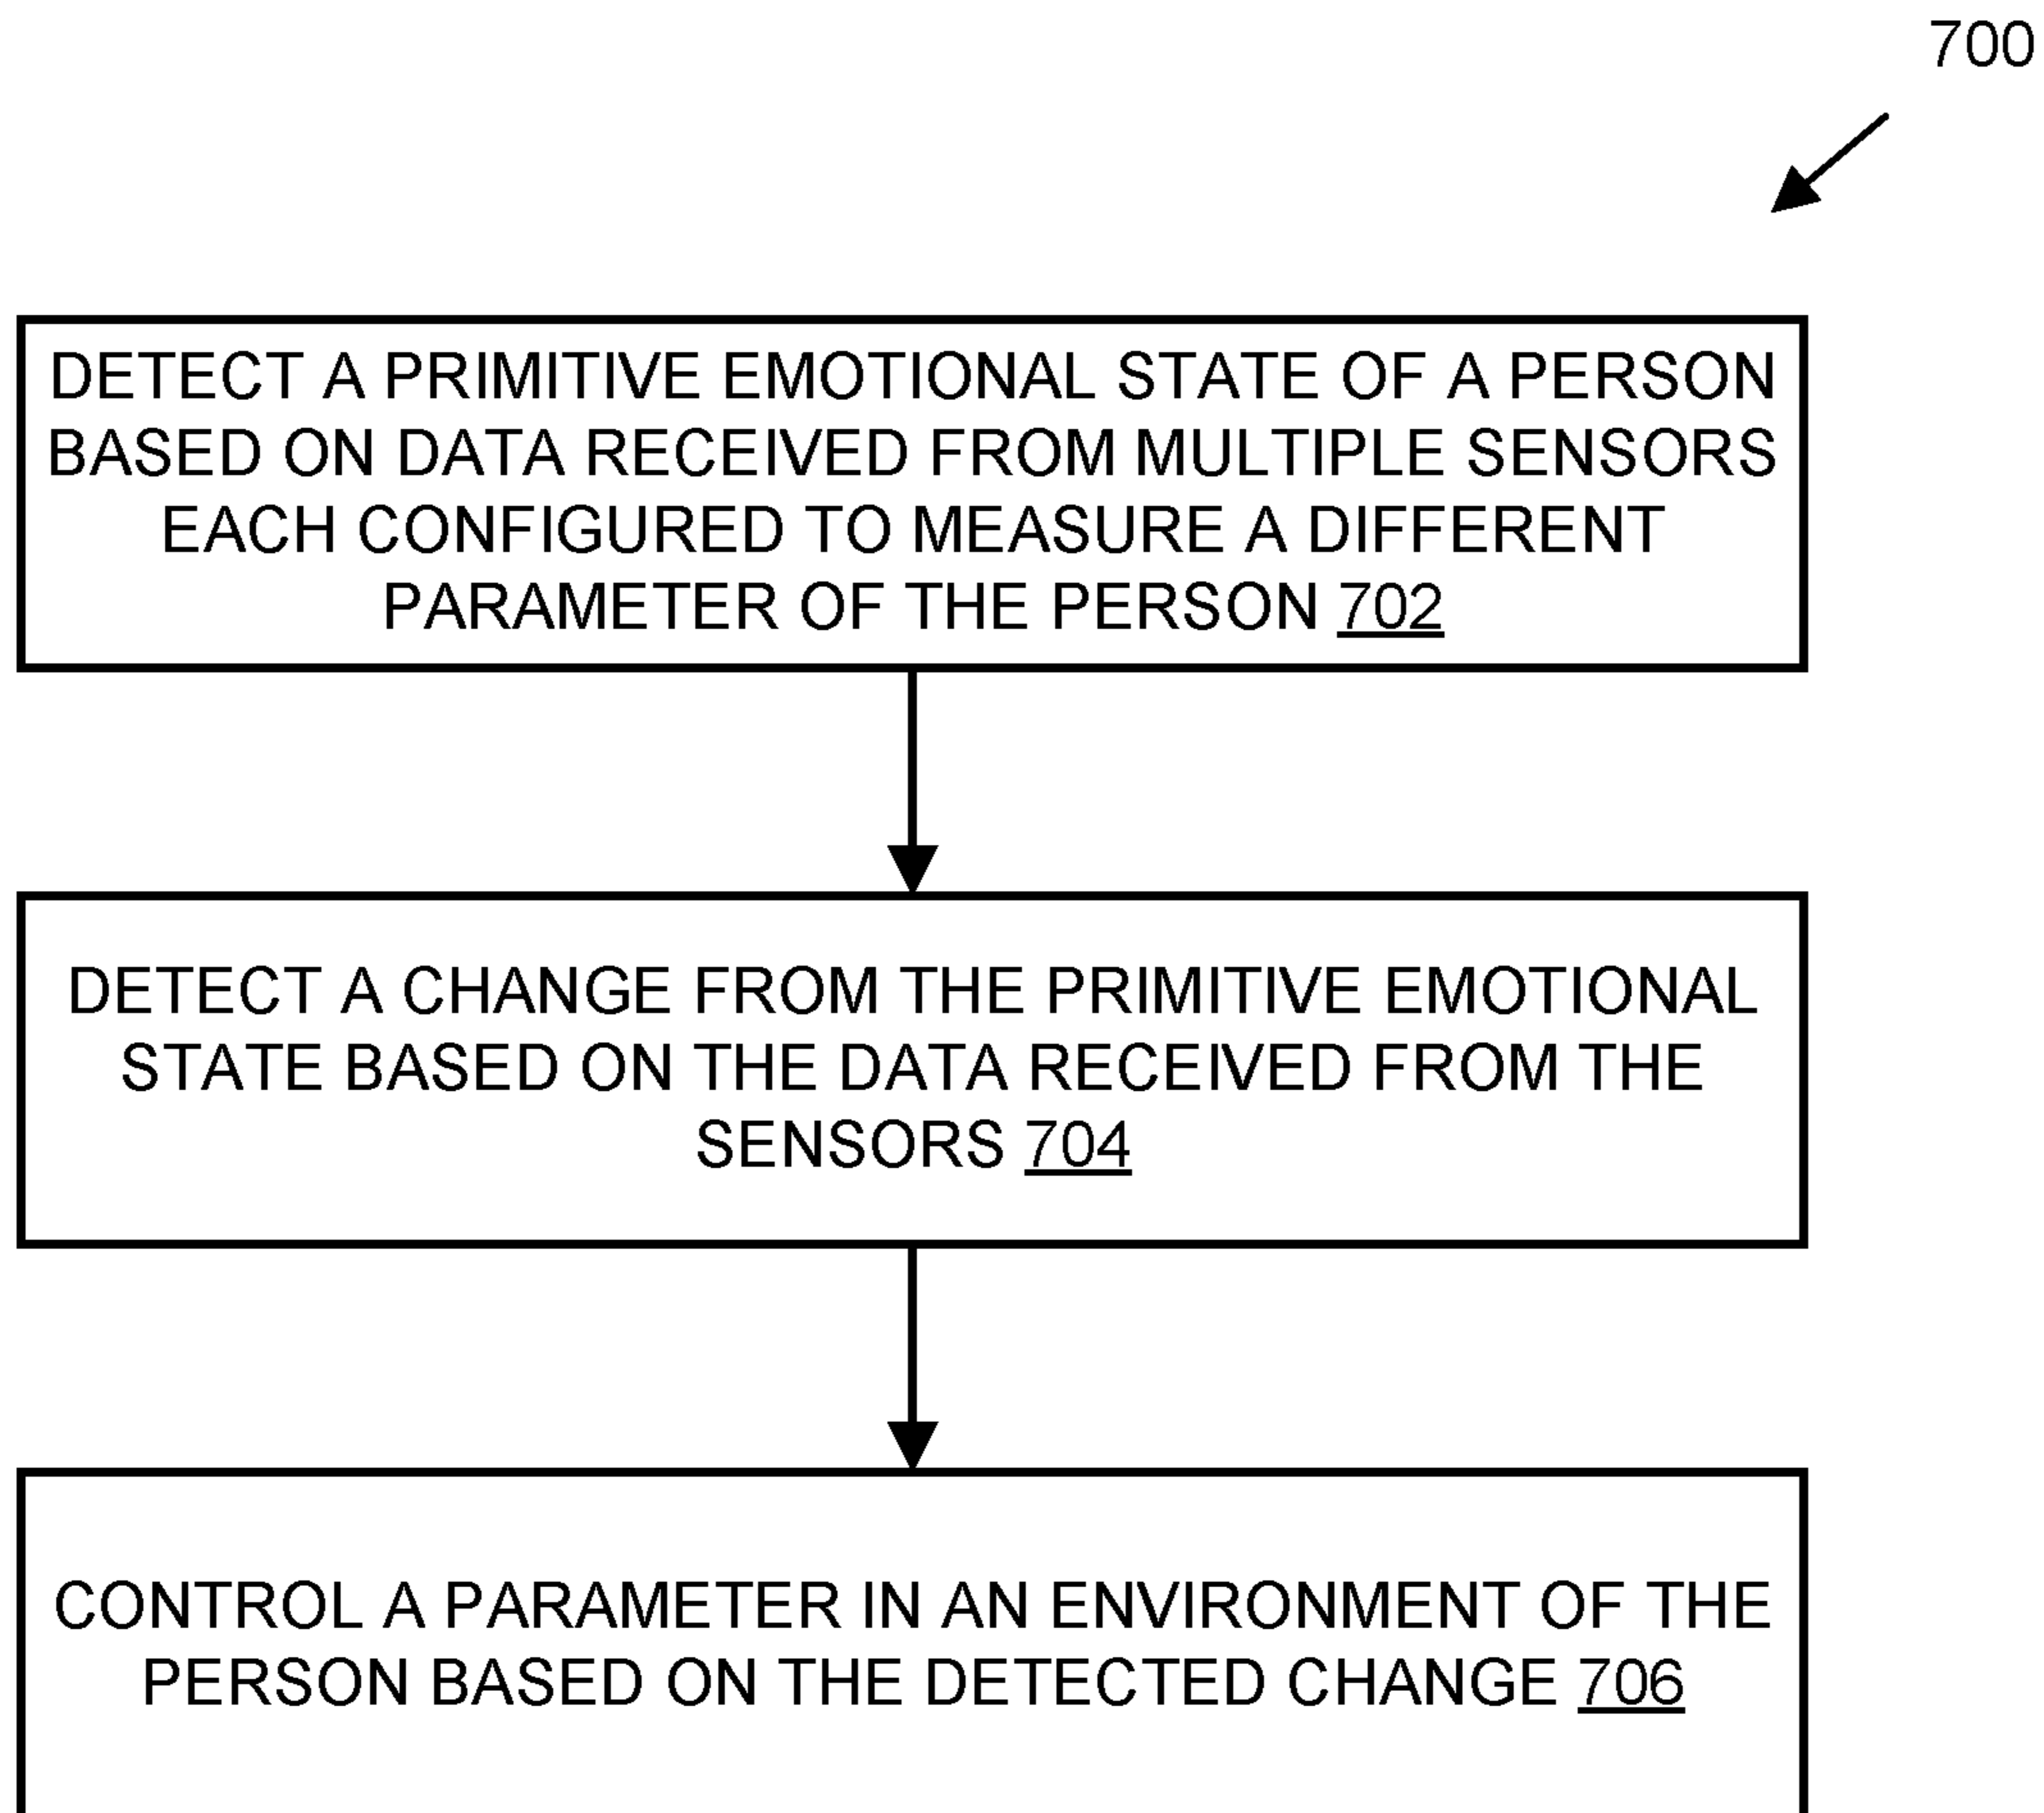 700
DETECT A PRIMITIVE EMOTIONAL STATE OF A PERSON
BASED ON DATA RECEIVED FROM MULTIPLE SENSORS
EACH CONFIGURED TO MEASURE A DIFFERENT
PARAMETER OF THE PERSON 702
DETECT A CHANGE FROM THE PRIMITIVE EMOTIONAL
STATE BASED ON THE DATA RECEIVED FROM THE
SENSORS 704
CONTROL A PARAMETER IN AN ENVIRONMENT OF THE
PERSON BASED ON THE DETECTED CHANGE 706